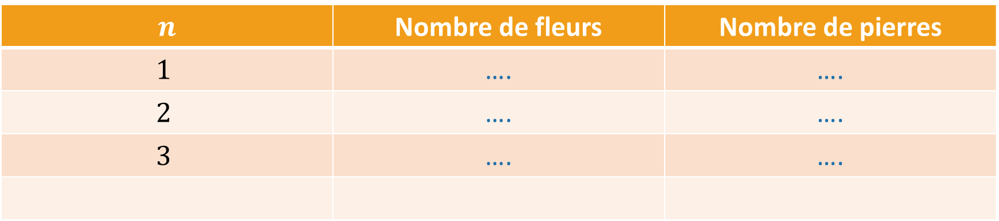 n Nombre de fleurs Nombre de pierres
1 .... ....
2 .... ....
3 .... ....